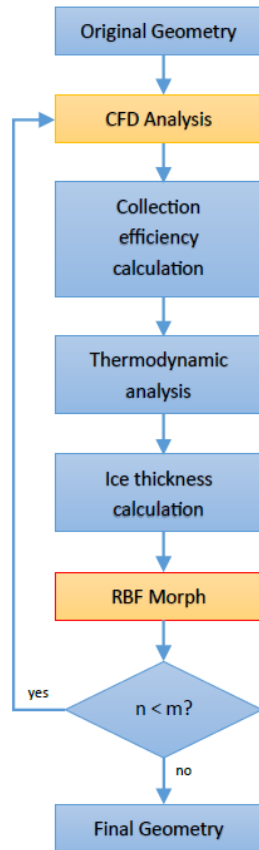 Original Geometry
CFD Analysis
Collection
efficiency
calculation
Thermodynamic
analysis
Ice thickness
calculation
RBF Morph
yes
n < m?
no
Final Geometry